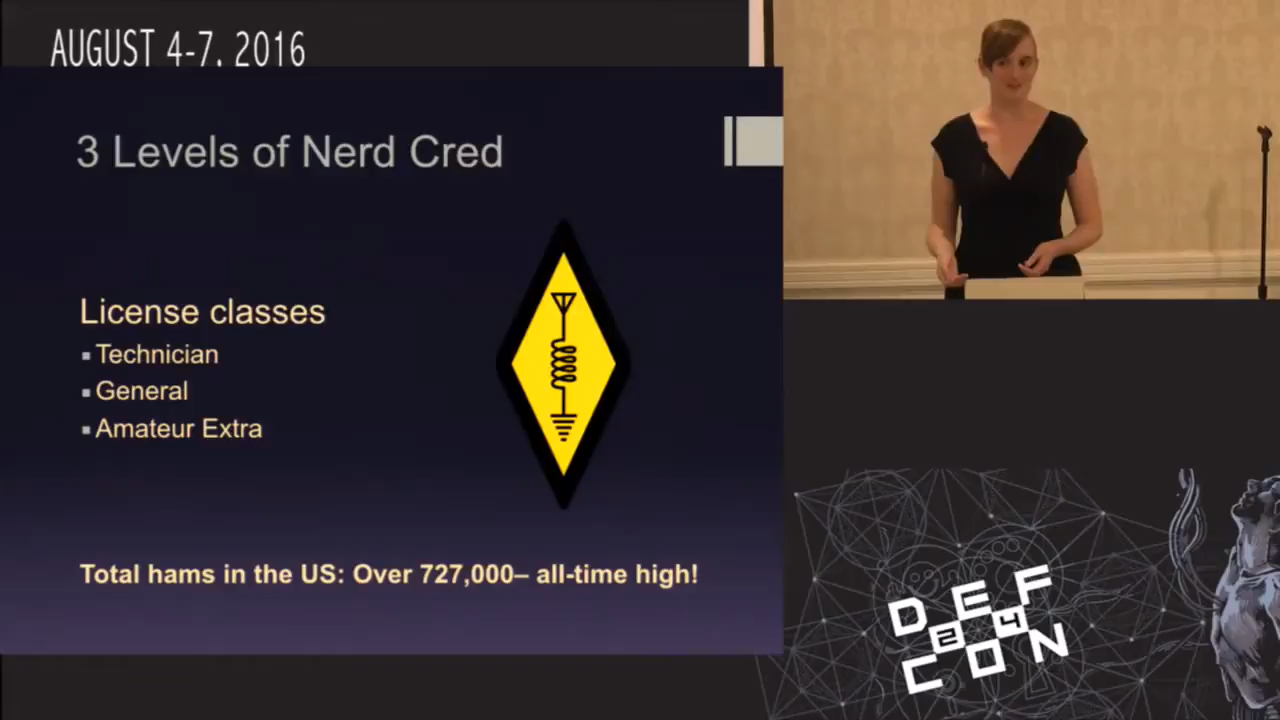 AUGUST 4-7, 2016
3 Levels of Nerd Cred
License classes
Technician
General
Amateur Extra
Total hams in the US: Over 727,000– all-time high!
DEF
24
CON